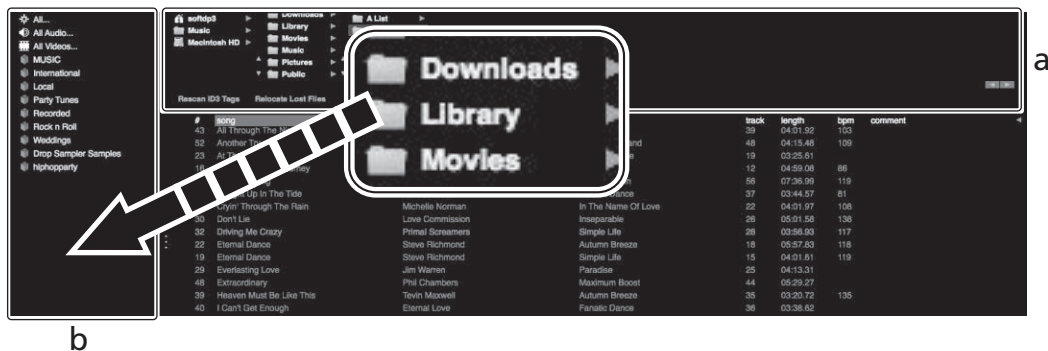 All...
All Audio...
All Videos...
MUSIC
International
Local
Party Tunes
Recorded
Rock n Roll
Weddings
Drop Sampler Samples
hiphopparty
softdp3
Music
Macintosh HD
Downloads
Library
Movies
Music
Pictures
Public
A List
Rescan ID3 Tags Relocate Lost Files
Downloads
Library
Movies
a
# song track length bpm comment
43 All Through The 39 04:01.92 103
52 Another 48 04:15.48 109
23 At 19 03:25.61
12 04:59.08 86
56 07:36.99 119
Up In The Tide 37 03:44.57 81
Cryin' Through The Rain Michelle Norman In The Name Of Love 22 04:01.97 106
30 Don't Lie Love Commission Inseparable 26 05:01.58 138
32 Driving Me Crazy Primal Screamers Simple Life 28 03:56.93 117
22 Eternal Dance Steve Richmond Autumn Breeze 18 05:57.83 118
19 Eternal Dance Steve Richmond Simple Life 15 04:01.61 119
29 Everlasting Love Jim Warren Paradise 25 04:13.31
48 Extraordinary Phil Chambers Maximum Boost 44 05:29.27
39 Heaven Must Be Like This Tevin Maxwell Autumn Breeze 35 03:20.72 135
40 I Can't Get Enough Eternal Love Fanatic Dance 36 03:38.62
b